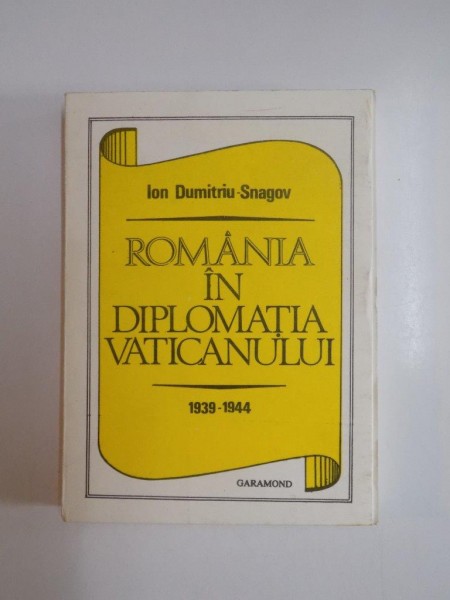 Ion Dumitriu-Snagov
ROMÂNIA
ÎN
DIPLOMAȚIA
VATICANULUI
1939-1944
GARAMOND